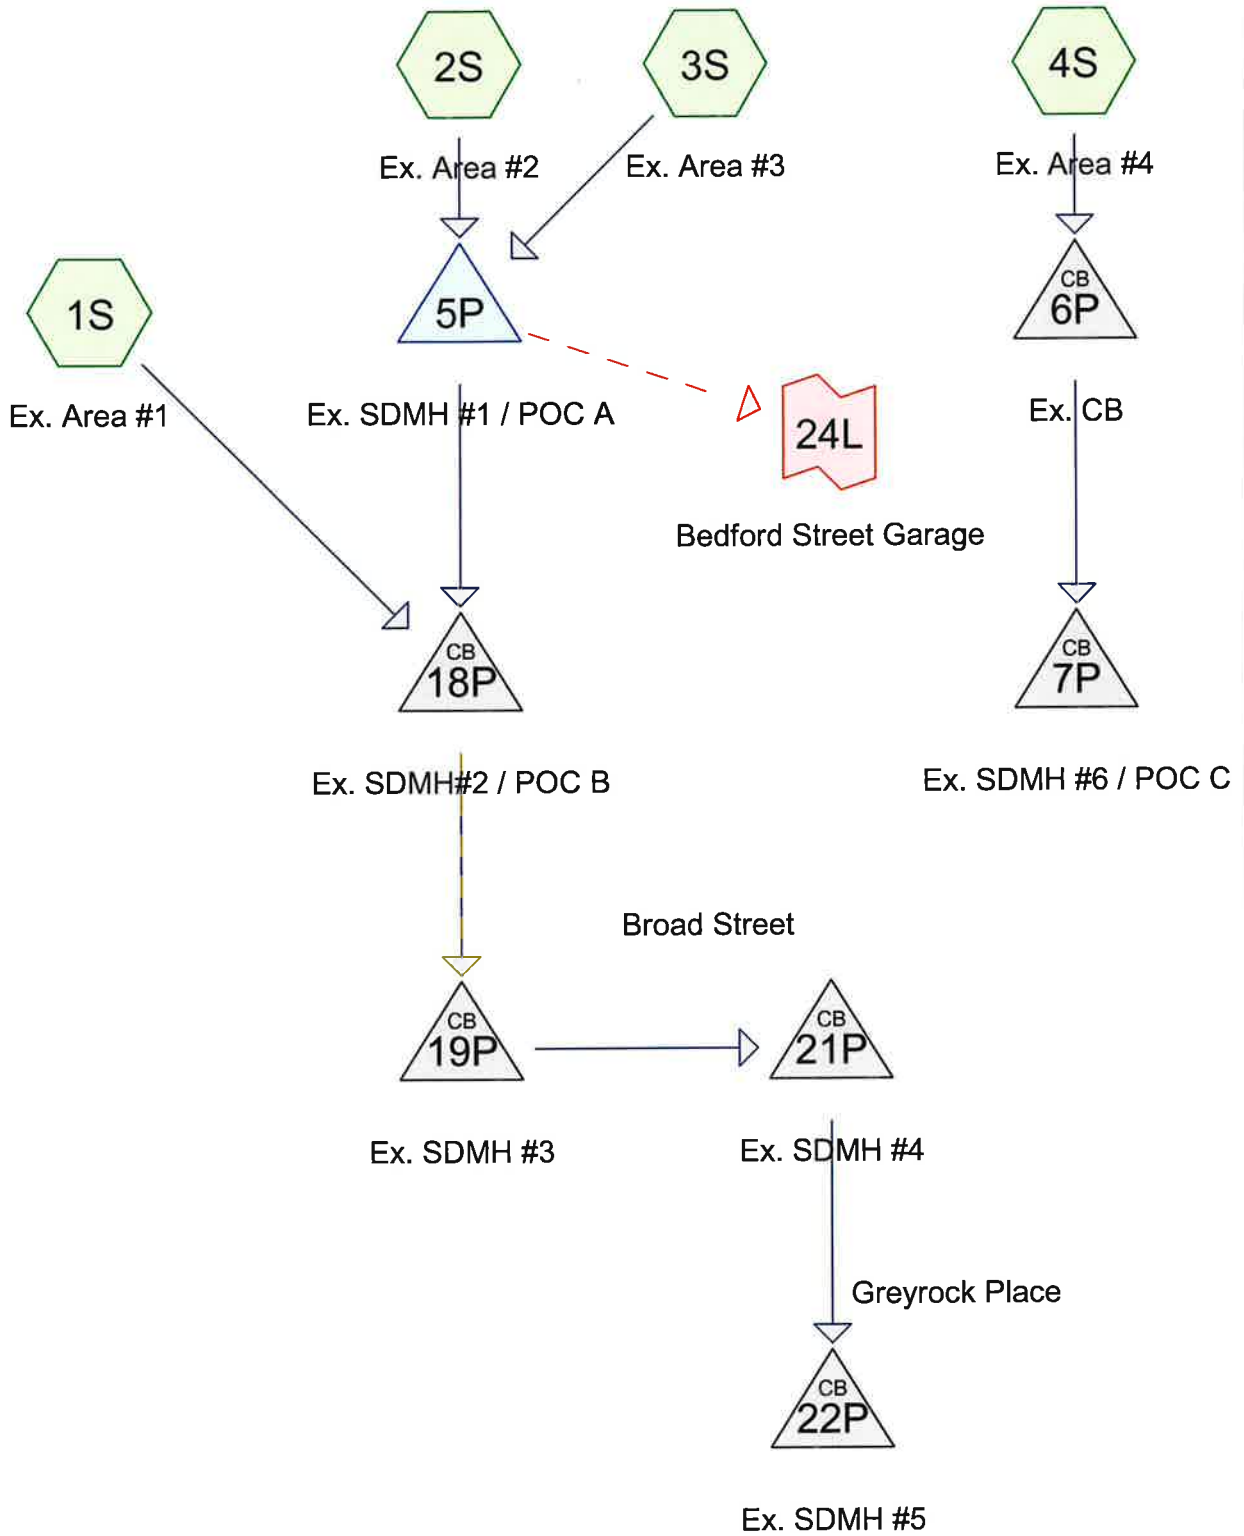 2S
3S
4S
Ex. Area #2
Ex. Area #3
Ex. Area #4
1S
5P
CB
6P
Ex. Area #1
Ex. SDMH #1 / POC A
24L
Ex. CB
Bedford Street Garage
CB
18P
CB
7P
Ex. SDMH#2 / POC B
Ex. SDMH #6 / POC C
Broad Street
CB
19P
CB
21P
Ex. SDMH #3
Ex. SDMH #4
Greyrock Place
CB
22P
Ex. SDMH #5